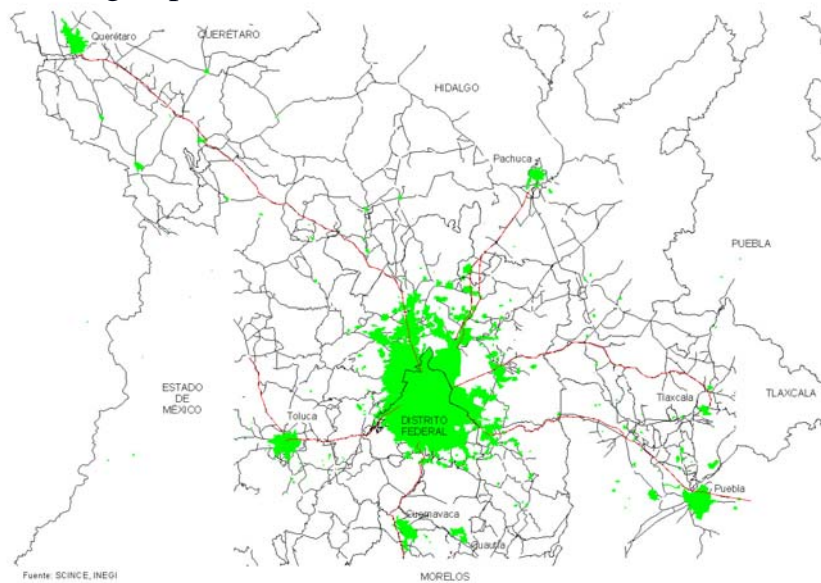 Querétaro
QUERÉTARO
HIDALGO
Pachuca
PUEBLA
ESTADO
DE
MÉXICO
TLAXCALA
Tlaxcala
Toluca
DISTRITO
FEDERAL
Puebla
Cuernavaca
Cuautla
MORELOS
Fuente: SCINCE, INEGI